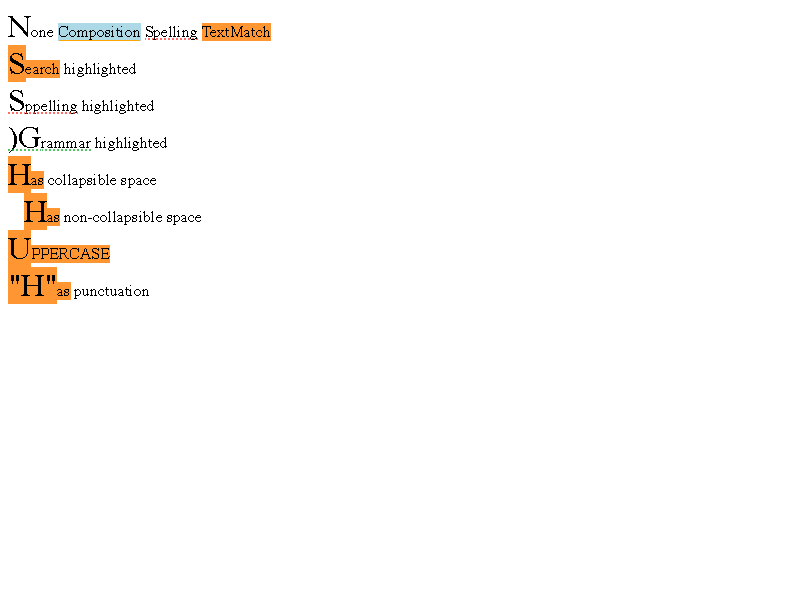 None Composition Spelling TextMatch
Search highlighted
Sppelling highlighted
)Grammar highlighted
Has collapsible space
Has non-collapsible space
UPPERCASE
"H"as punctuation